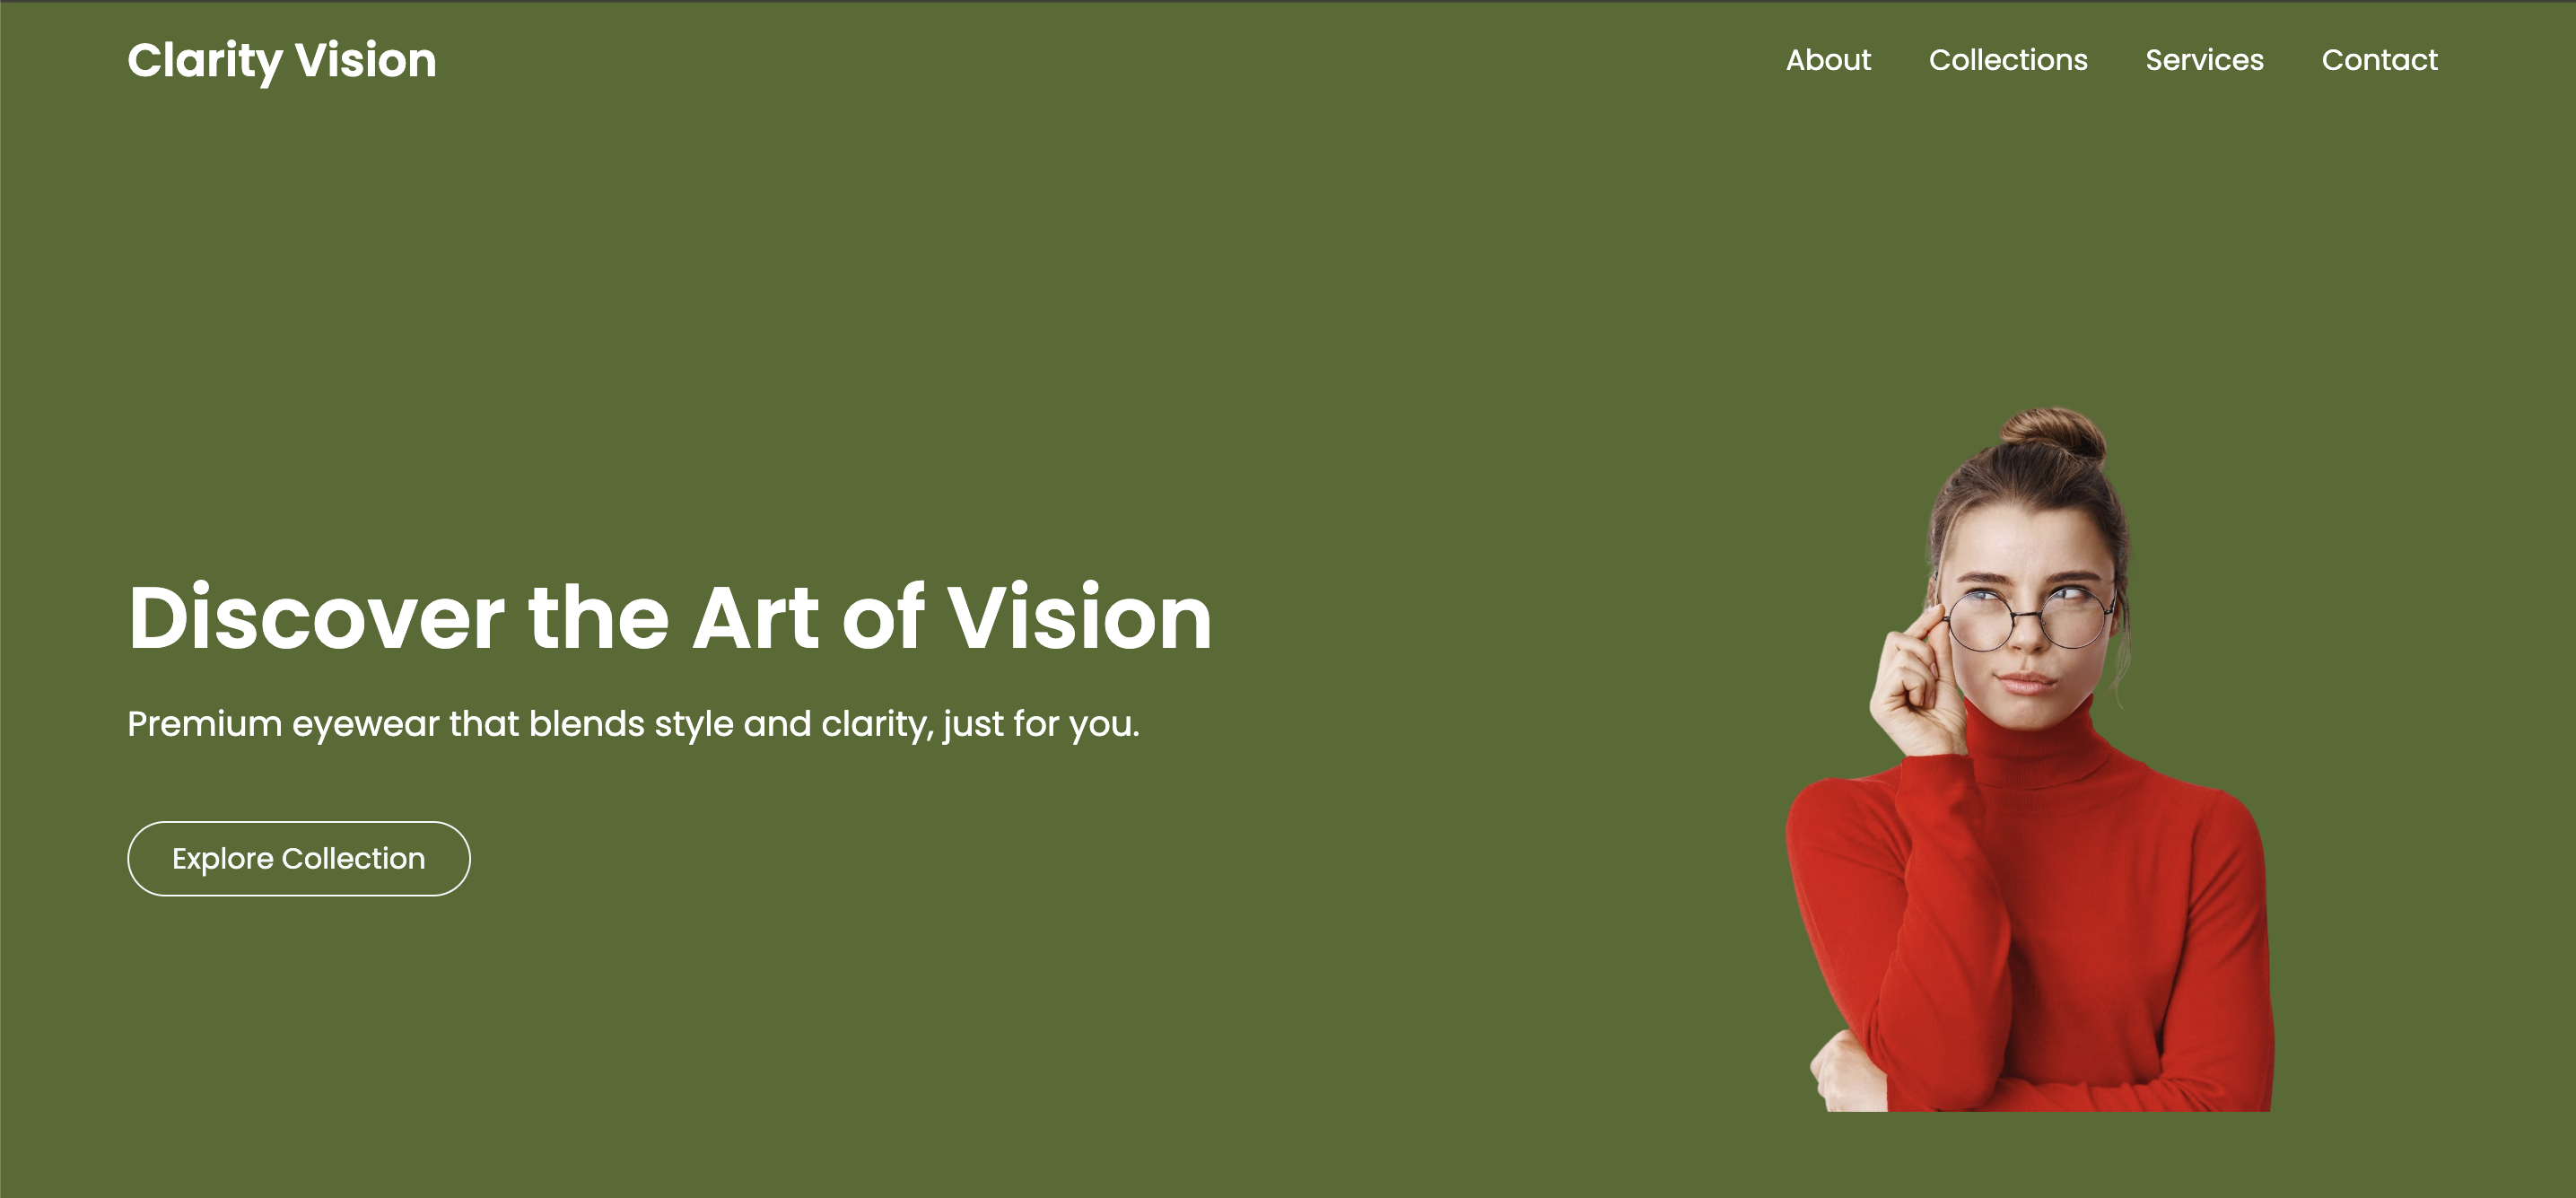 Clarity Vision
About Collections Services Contact
Discover the Art of Vision
Premium eyewear that blends style and clarity, just for you.
Explore Collection